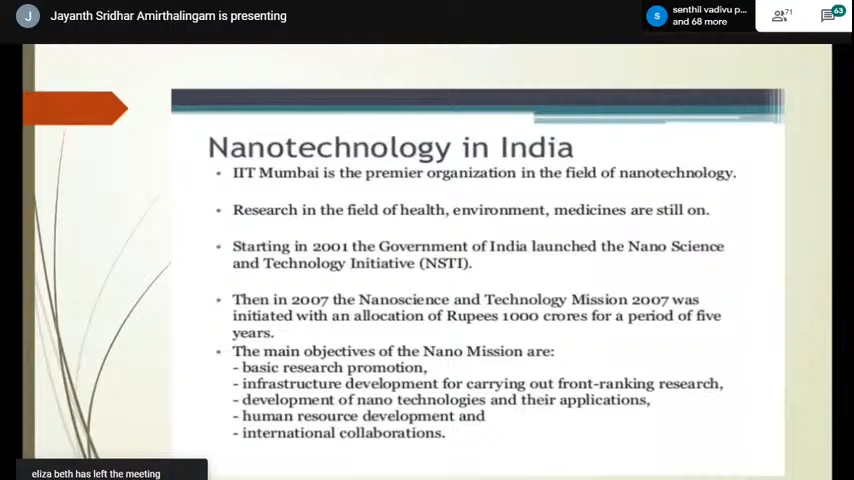 J
Jayanth Sridhar Amirthalingam is presenting
S
senthil vadivu p...
and 68 more
71
63
Nanotechnology in India
• IIT Mumbai is the premier organization in the field of nanotechnology.
• Research in the field of health, environment, medicines are still on.
• Starting in 2001 the Government of India launched the Nano Science
and Technology Initiative (NSTI).
• Then in 2007 the Nanoscience and Technology Mission 2007 was
initiated with an allocation of Rupees 1000 crores for a period of five
years.
• The main objectives of the Nano Mission are:
- basic research promotion,
- infrastructure development for carrying out front-ranking research,
- development of nano technologies and their applications,
- human resource development and
- international collaborations.
eliza beth has left the meeting